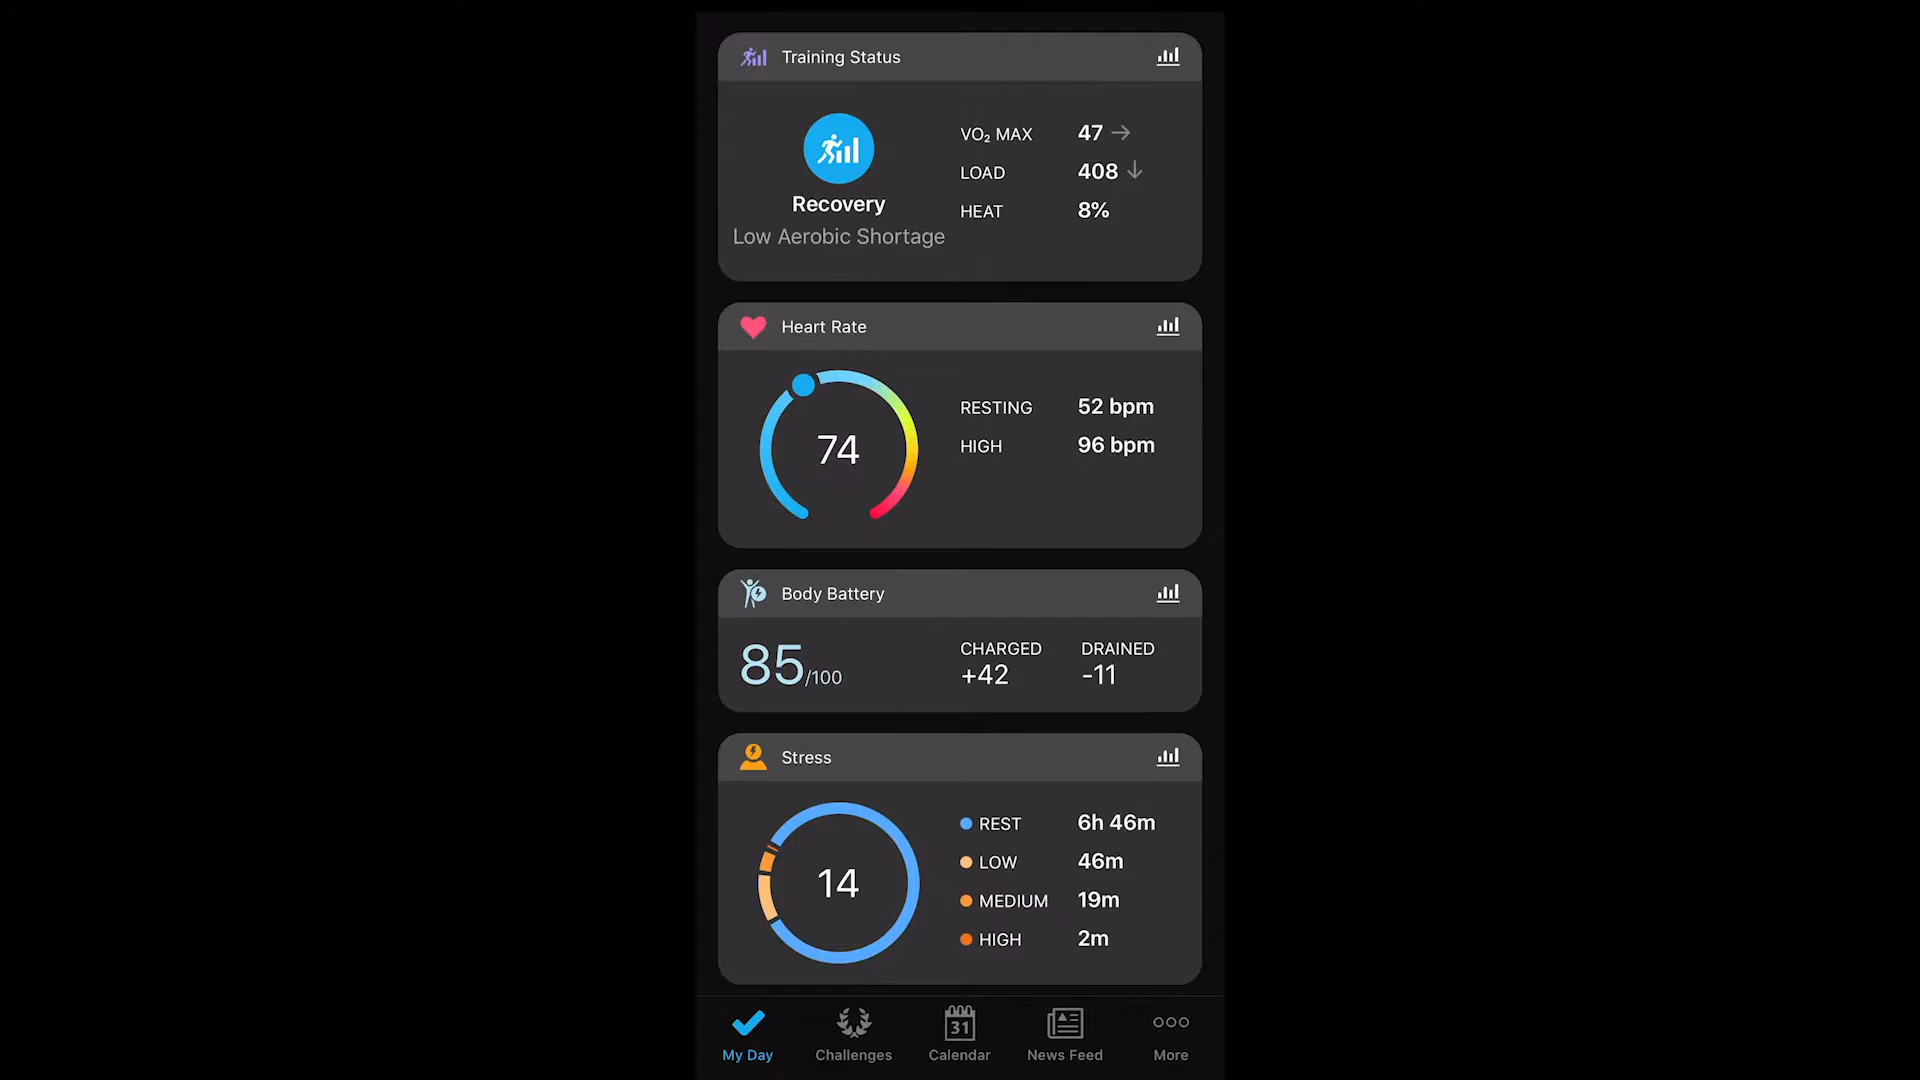 Training Status
VO₂ MAX 47
LOAD 408
Recovery
HEAT 8%
Low Aerobic Shortage
Heart Rate
74
RESTING 52 bpm
HIGH 96 bpm
Body Battery
85/100
CHARGED DRAINED
+42 -11
Stress
14
REST 6h 46m
LOW 46m
MEDIUM 19m
HIGH 2m
31
My Day Challenges Calendar News Feed More